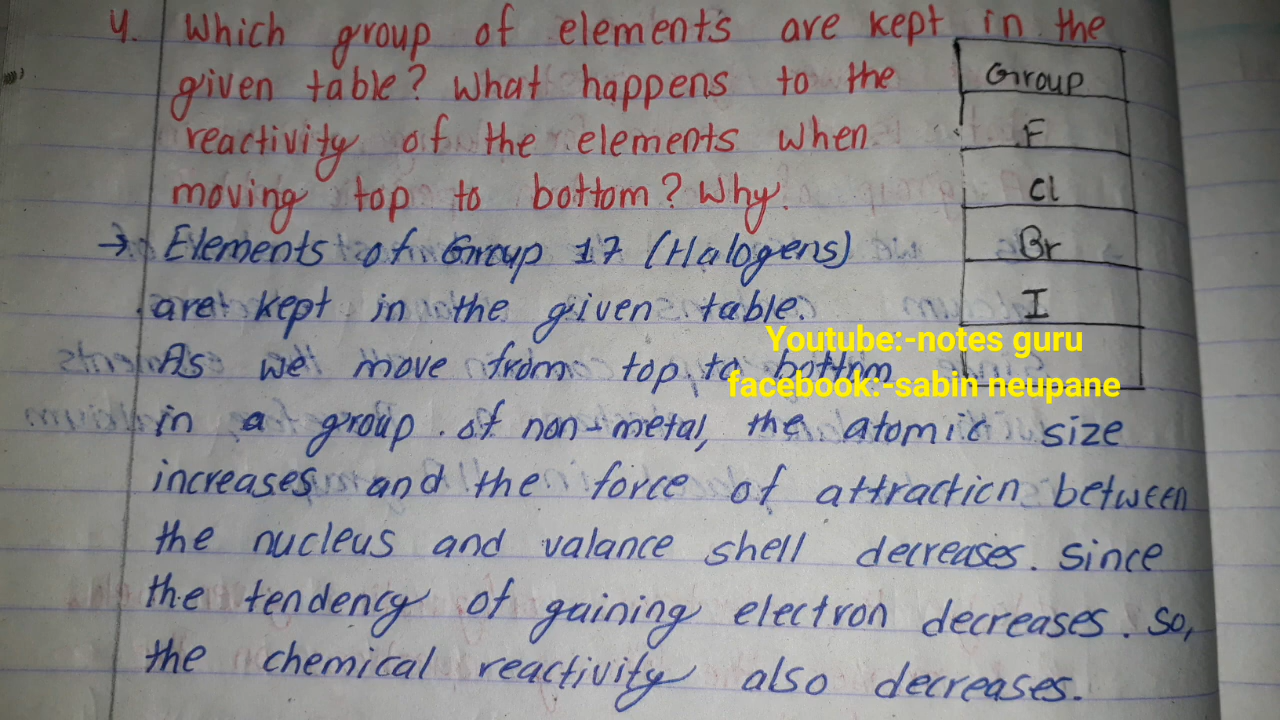 4. Which group of elements are kept in the
given table? What happens to the
reactivity of the elements when
moving top to bottom? Why.
Group
F
Cl
Br
I
→ Elements of Group 17 (Halogens)
are kept in the given table.
As we move from top to bottom
in a group of non-metal, the atomic size
increases and the force of attraction between
the nucleus and valance shell decreases. Since
the tendency of gaining electron decreases. so,
the chemical reactivity also decreases.
Youtube:-notes guru
facebook:-sabin neupane